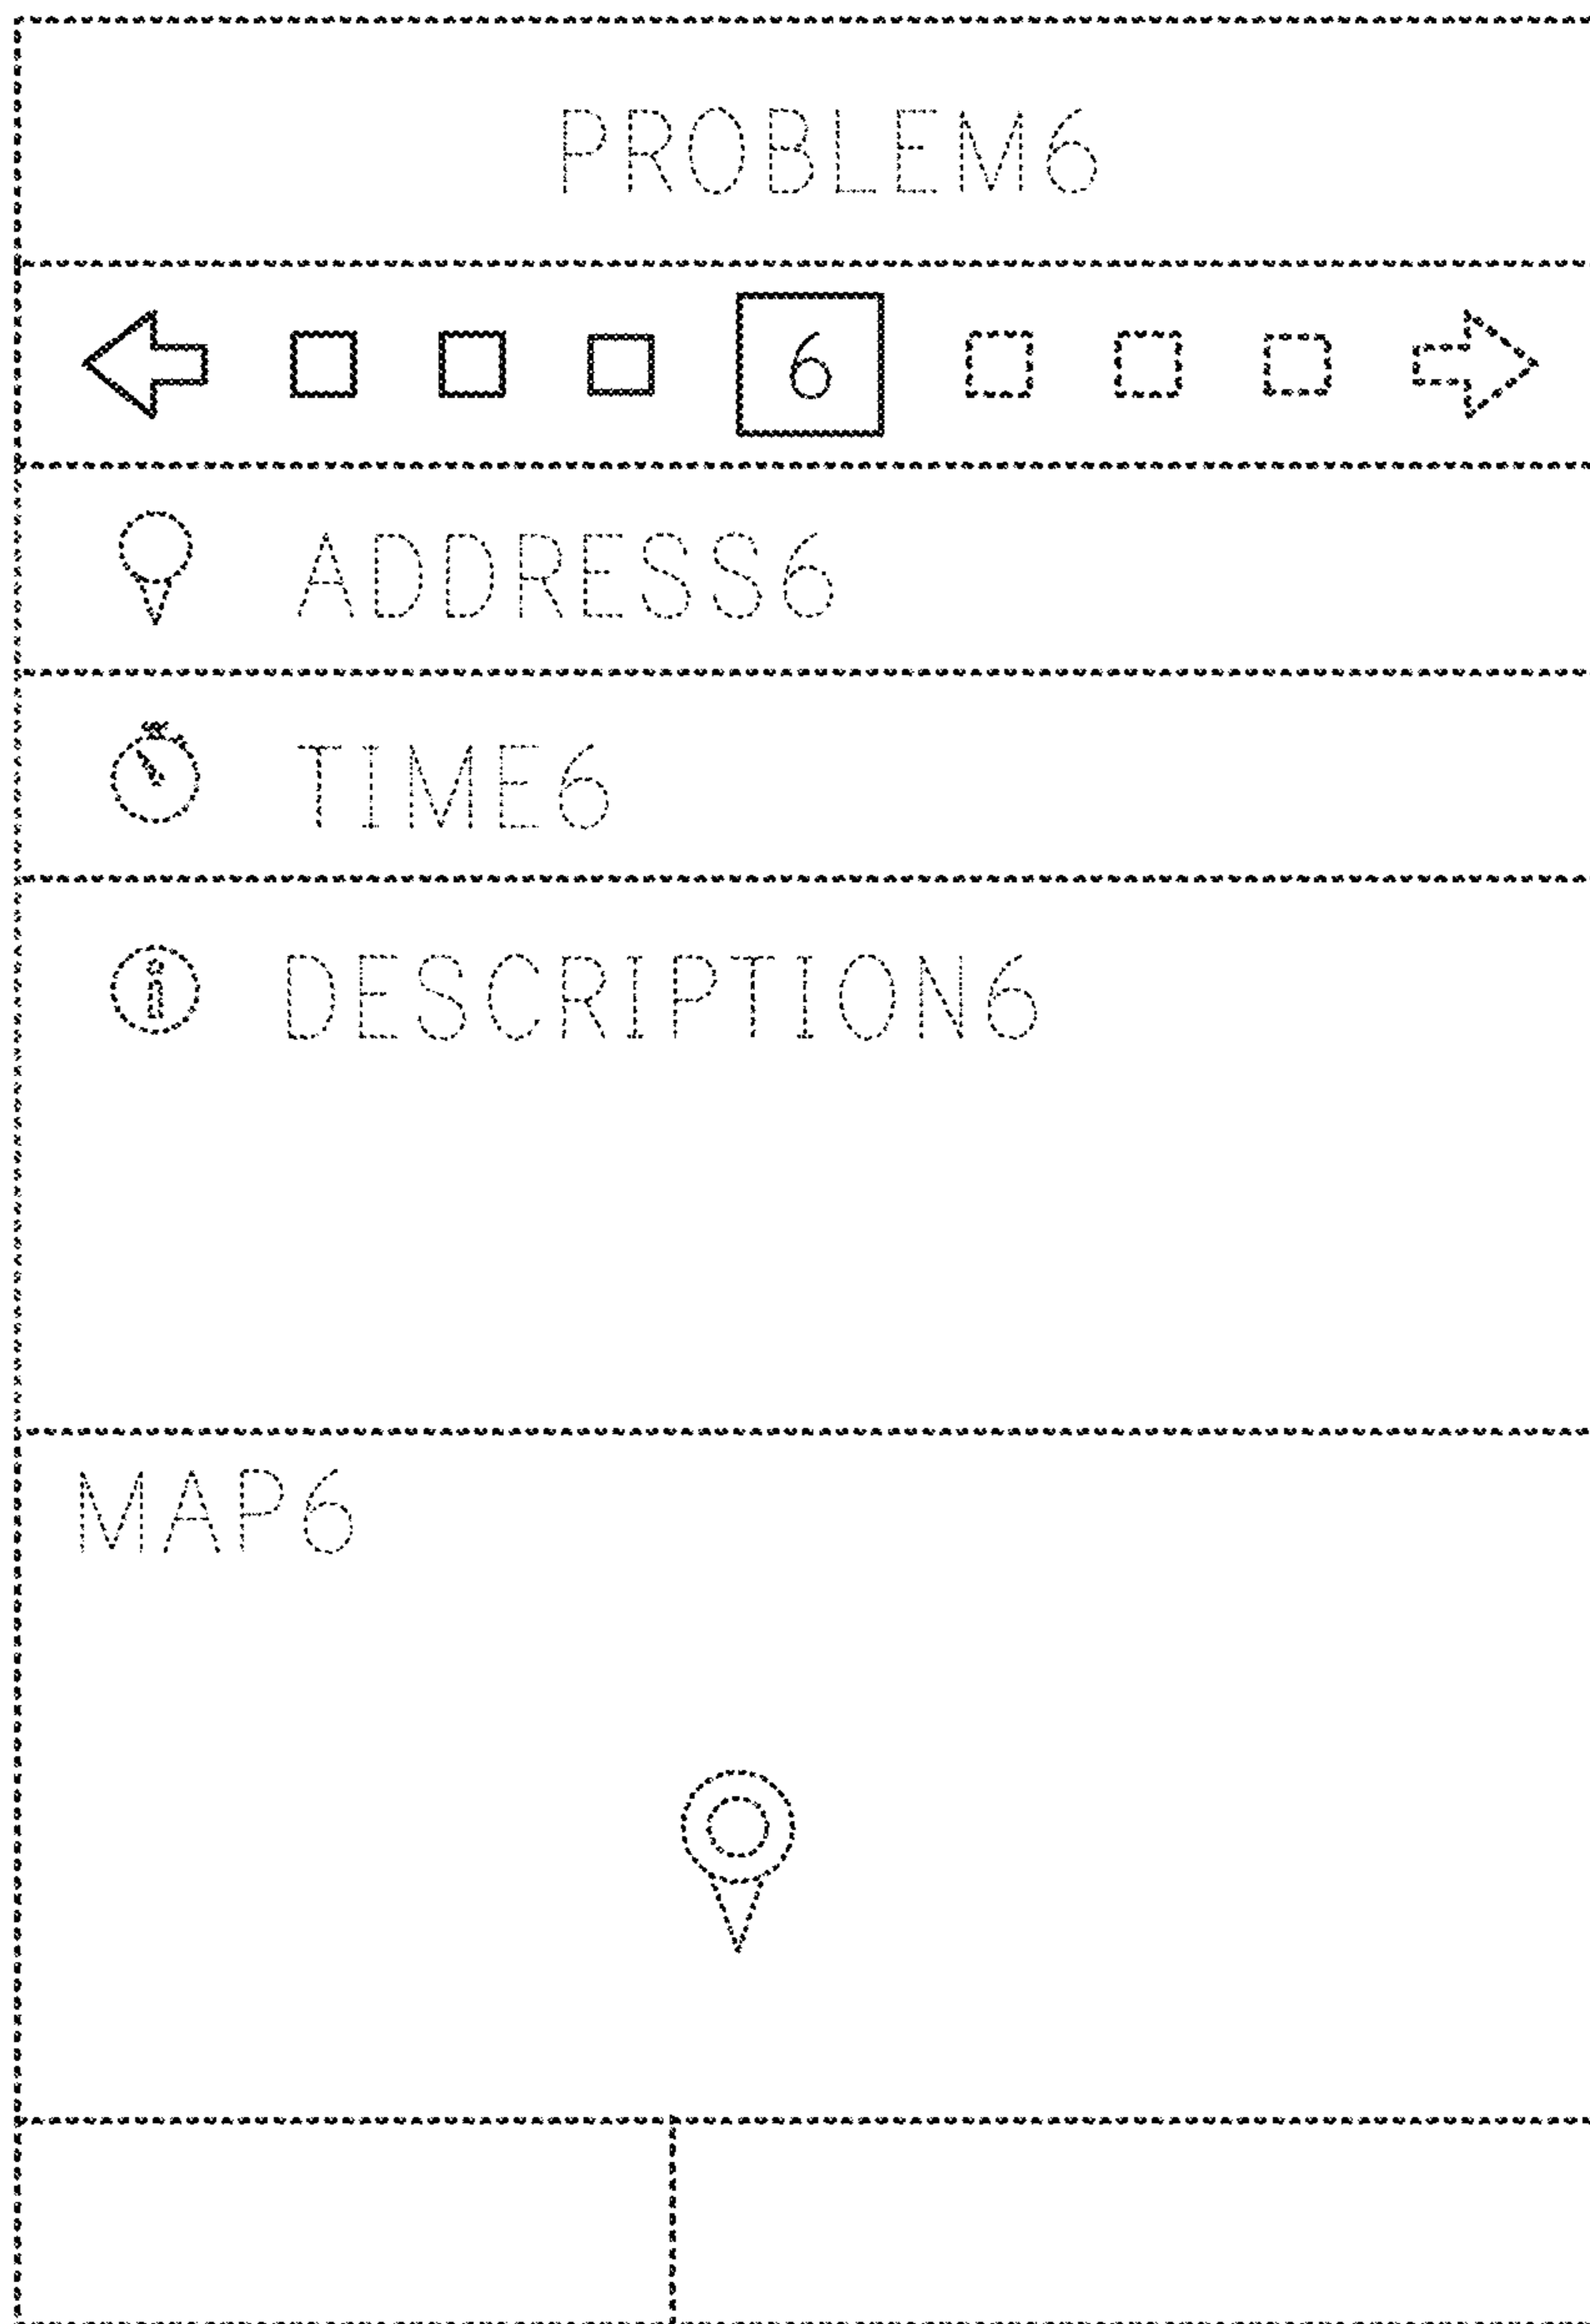 PROBLEM6
6
ADDRESS6
TIME6
i DESCRIPTION6
MAP6